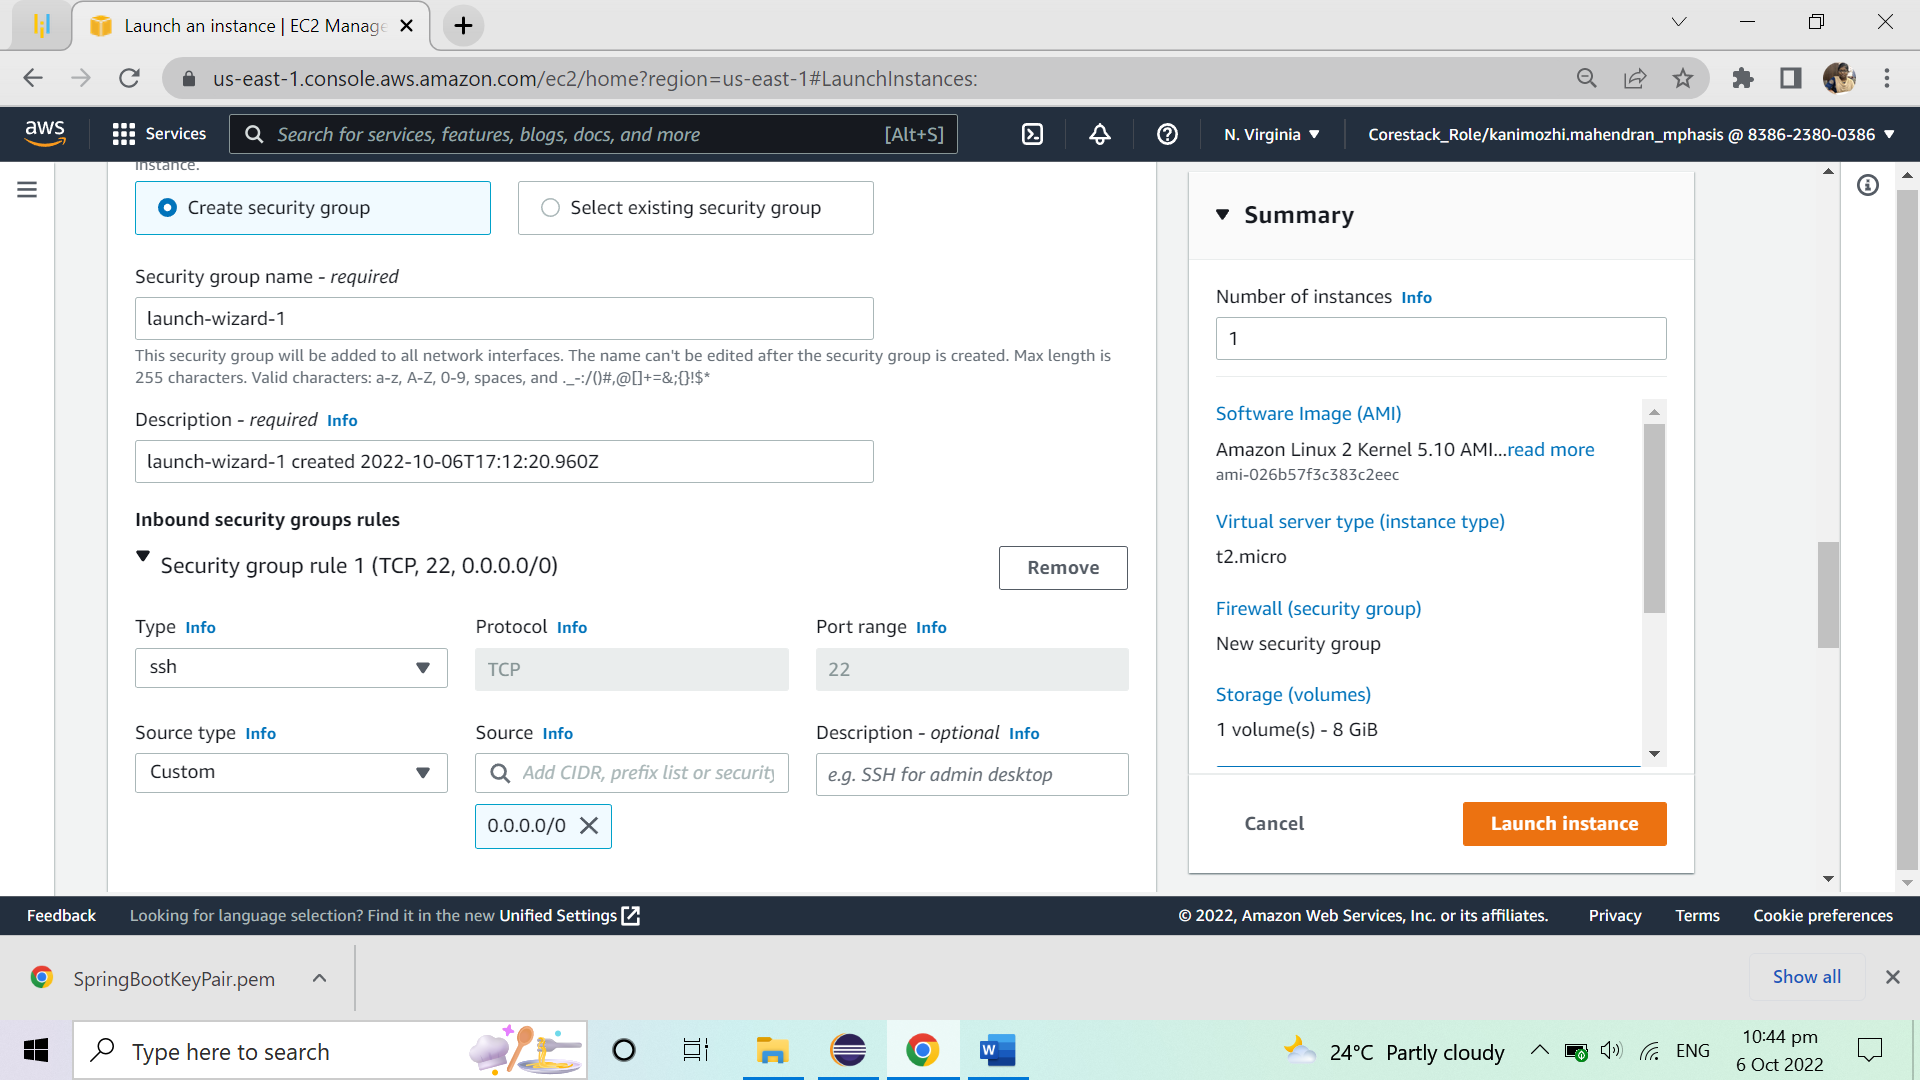 Launch an instance | EC2 Manage
us-east-1.console.aws.amazon.com/ec2/home?region=us-east-1#LaunchInstances:
aws
Services
Search for services, features, blogs, docs, and more
[Alt+S]
N. Virginia
Corestack_Role/kanimozhi.mahendran_mphasis @ 8386-2380-0386
instance.
Create security group
Select existing security group
Security group name - required
launch-wizard-1
This security group will be added to all network interfaces. The name can't be edited after the security group is created. Max length is
255 characters. Valid characters: a-z, A-Z, 0-9, spaces, and ._-:/()#,@[]+=&;{}!$*
Description - required Info
launch-wizard-1 created 2022-10-06T17:12:20.960Z
Inbound security groups rules
Security group rule 1 (TCP, 22, 0.0.0.0/0)
Remove
Type Info
Protocol Info
Port range Info
ssh
TCP
22
Source type Info
Source Info
Description - optional Info
Custom
Add CIDR, prefix list or security
e.g. SSH for admin desktop
0.0.0.0/0
Summary
Number of instances Info
1
Software Image (AMI)
Amazon Linux 2 Kernel 5.10 AMI...read more
ami-026b57f3c383c2eec
Virtual server type (instance type)
t2.micro
Firewall (security group)
New security group
Storage (volumes)
1 volume(s) - 8 GiB
Cancel
Launch instance
Feedback
Looking for language selection? Find it in the new Unified Settings
© 2022, Amazon Web Services, Inc. or its affiliates.
Privacy
Terms
Cookie preferences
SpringBootKeyPair.pem
Show all
Type here to search
W
24°C Partly cloudy
ENG
10:44 pm
6 Oct 2022